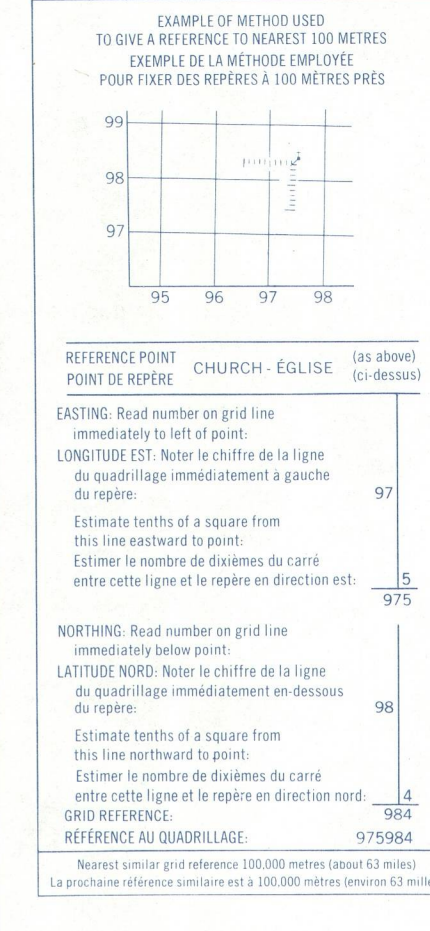 EXAMPLE OF METHOD USED
TO GIVE A REFERENCE TO NEAREST 100 METRES
EXEMPLE DE LA MÉTHODE EMPLOYÉE
POUR FIXER DES REPÈRES À 100 MÈTRES PRÈS
99
98
97
95 96 97 98
REFERENCE POINT
POINT DE REPÈRE
CHURCH - ÉGLISE
(as above)
(ci-dessus)
EASTING: Read number on grid line
immediately to left of point:
LONGITUDE EST: Noter le chiffre de la ligne
du quadrillage immédiatement à gauche
du repère: 97
Estimate tenths of a square from
this line eastward to point:
Estimer le nombre de dixièmes du carré
entre cette ligne et le repère en direction est: 5
975
NORTHING: Read number on grid line
immediately below point:
LATITUDE NORD: Noter le chiffre de la ligne
du quadrillage immédiatement en-dessous
du repère: 98
Estimate tenths of a square from
this line northward to point:
Estimer le nombre de dixièmes du carré
entre cette ligne et le repère en direction nord: 4
GRID REFERENCE: 984
RÉFÉRENCE AU QUADRILLAGE: 975984
Nearest similar grid reference 100,000 metres (about 63 miles)
La prochaine référence similaire est à 100,000 mètres (environ 63 mille